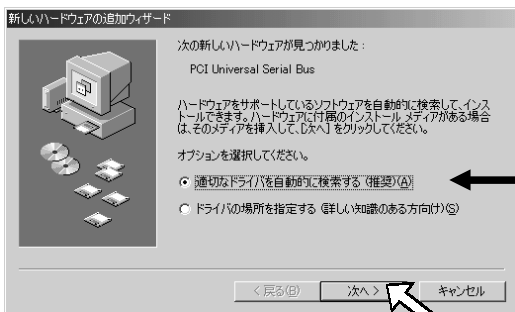 新しいハードウェアの追加ウィザード
次の新しいハードウェアが見つかりました :
PCI Universal Serial Bus
ハードウェアをサポートしているソフトウェアを自動的に検索して、インス
トールできます。ハードウェアに付属のインストール メディアがある場合
は、そのメディアを挿入して、[次へ] をクリックしてください。
オプションを選択してください。
適切なドライバを自動的に検索する (推奨)(A)
ドライバの場所を指定する (詳しい知識のある方向け)(S)
< 戻る(B)
次へ >
キャンセル